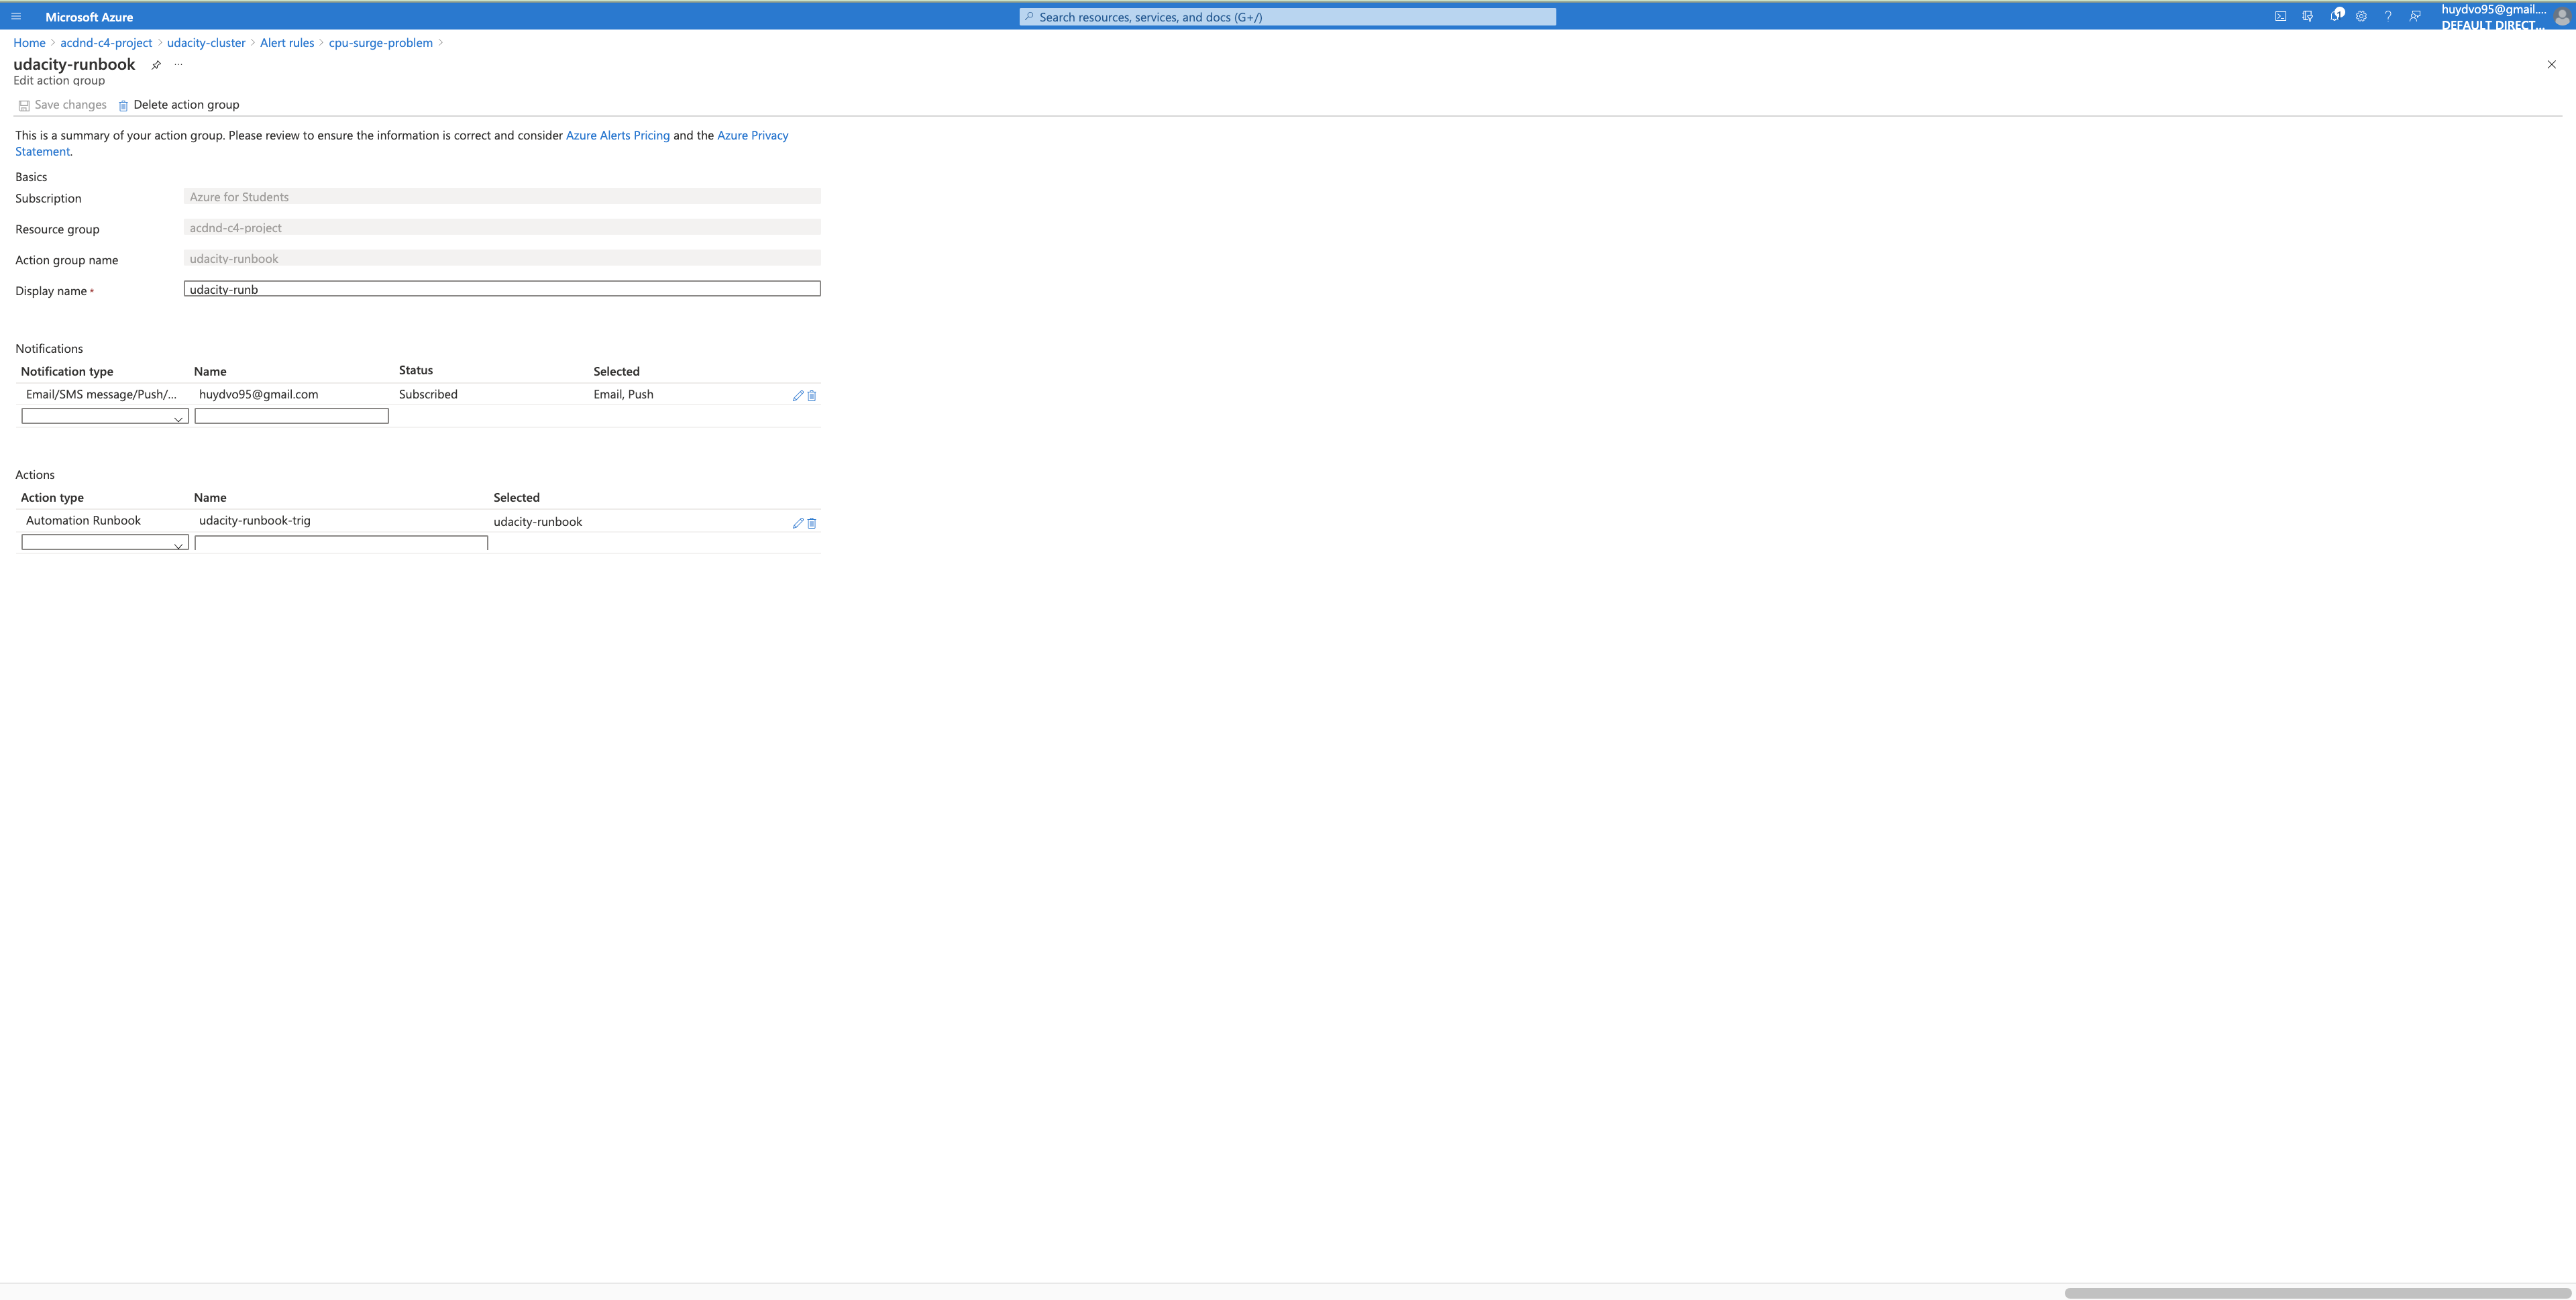 Microsoft Azure
Search resources, services, and docs (G+/)
1
huydvo95@gmail....
DEFAULT DIRECT...
Home > acdnd-c4-project > udacity-cluster > Alert rules > cpu-surge-problem >
udacity-runbook ...
Edit action group
Save changes Delete action group
This is a summary of your action group. Please review to ensure the information is correct and consider Azure Alerts Pricing and the Azure Privacy
Statement.
Basics
Subscription Azure for Students
Resource group acdnd-c4-project
Action group name udacity-runbook
Display name * udacity-runb
Notifications
Notification type Name Status Selected
Email/SMS message/Push/... huydvo95@gmail.com Subscribed Email, Push
Actions
Action type Name Selected
Automation Runbook udacity-runbook-trig udacity-runbook